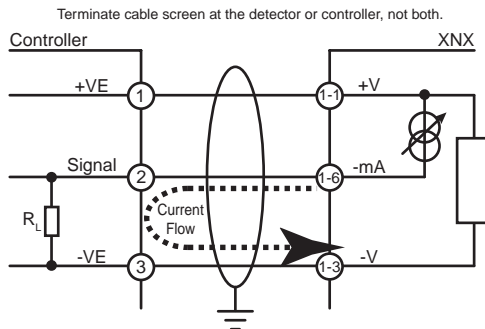 Terminate cable screen at the detector or controller, not both.
Controller XNX
+VE 1 1-1 +V
Signal 2 1-6 -mA
Current
Flow
RL
-VE 3 1-3 -V